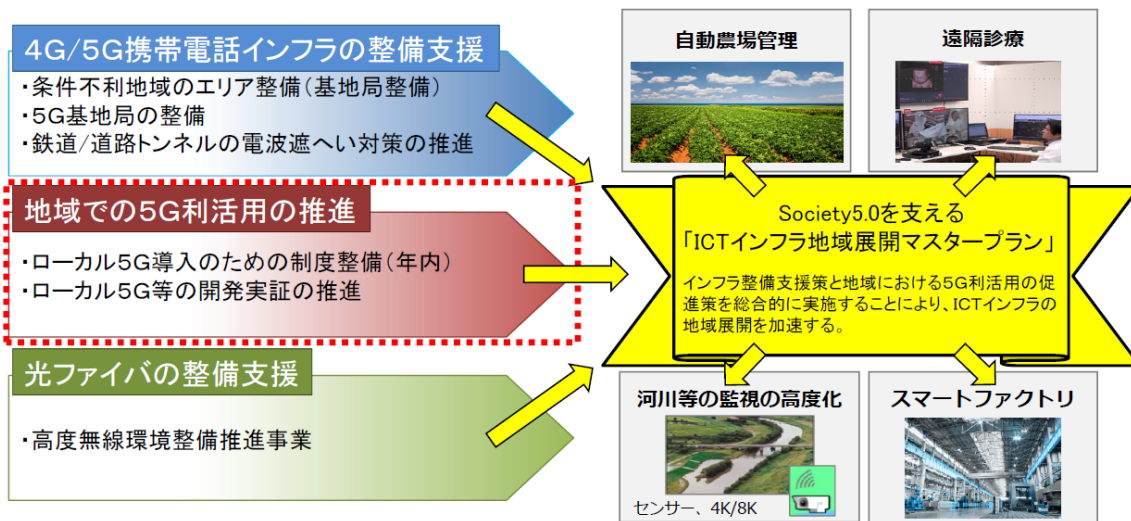 4G/5G携帯電話インフラの整備支援
・条件不利地域のエリア整備(基地局整備)
・5G基地局の整備
・鉄道/道路トンネルの電波遮へい対策の推進
地域での5G利活用の推進
・ローカル5G導入のための制度整備(年内)
・ローカル5G等の開発実証の推進
光ファイバの整備支援
・高度無線環境整備推進事業
自動農場管理
遠隔診療
Society5.0を支える
「ICTインフラ地域展開マスタープラン」
インフラ整備支援策と地域における5G利活用の促
進策を総合的に実施することにより、ICTインフラの
地域展開を加速する。
河川等の監視の高度化
センサー、4K/8K
スマートファクトリ